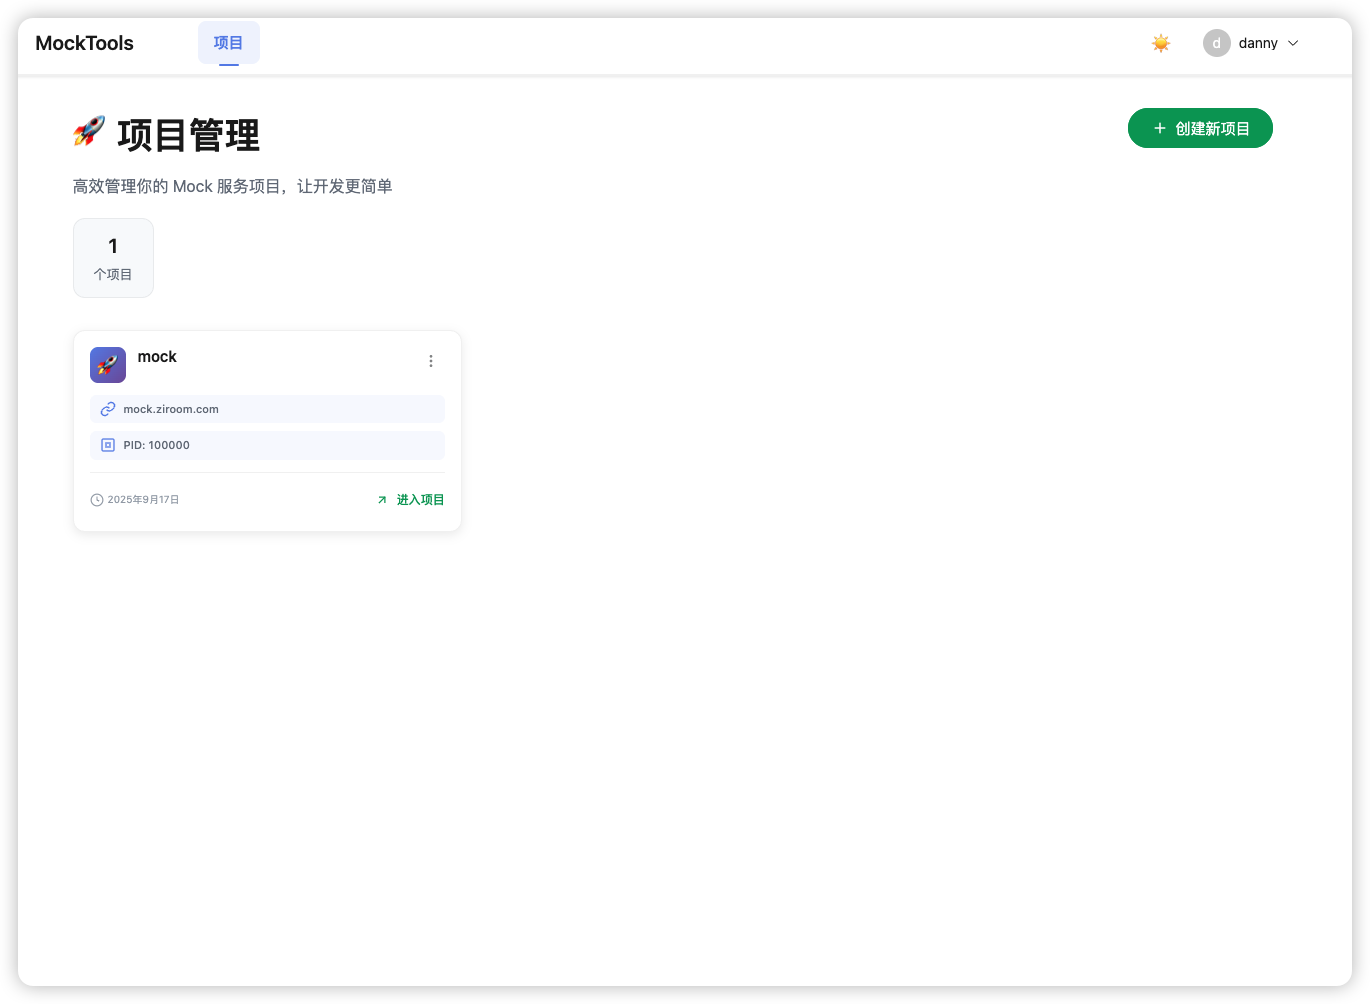 MockTools
项目
d
danny
项目管理
+ 创建新项目
高效管理你的 Mock 服务项目，让开发更简单
1
个项目
mock
mock.ziroom.com
PID: 100000
2025年9月17日
进入项目